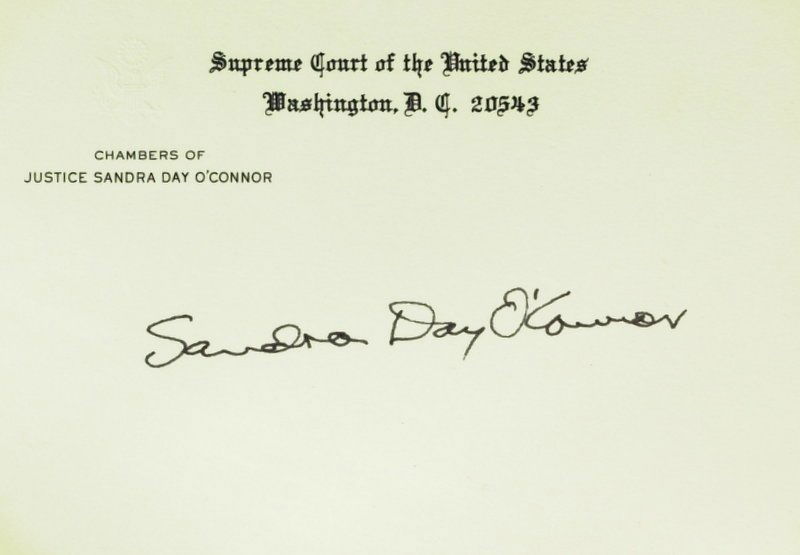 Supreme Court of the United States
Washington, D. C. 20543
CHAMBERS OF
JUSTICE SANDRA DAY O'CONNOR
Sandra Day O'Connor